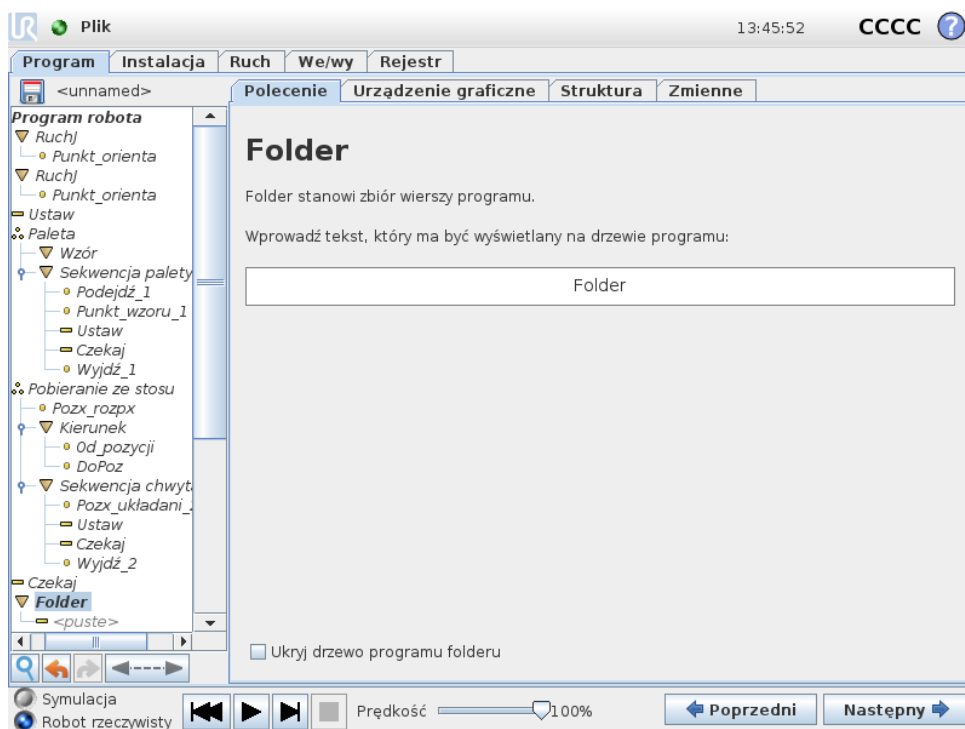 UR Plik 13:45:52 CCCC ?
Program Instalacja Ruch We/wy Rejestr
<unnamed>
Polecenie Urządzenie graficzne Struktura Zmienne
Program robota
RuchJ
Punkt_orienta
RuchJ
Punkt_orienta
Ustaw
Paleta
Wzór
Sekwencja palety
Podejdź_1
Punkt_wzoru_1
Ustaw
Czekaj
Wyjdź_1
Pobieranie ze stosu
Pozx_rozpx
Kierunek
Od_pozycji
DoPoz
Sekwencja chwyta
Pozx_układani_2
Ustaw
Czekaj
Wyjdź_2
Czekaj
Folder
<puste>
Folder
Folder stanowi zbiór wierszy programu.
Wprowadź tekst, który ma być wyświetlany na drzewie programu:
Folder
Ukryj drzewo programu folderu
Symulacja
Robot rzeczywisty
Prędkość 100%
Poprzedni Następny